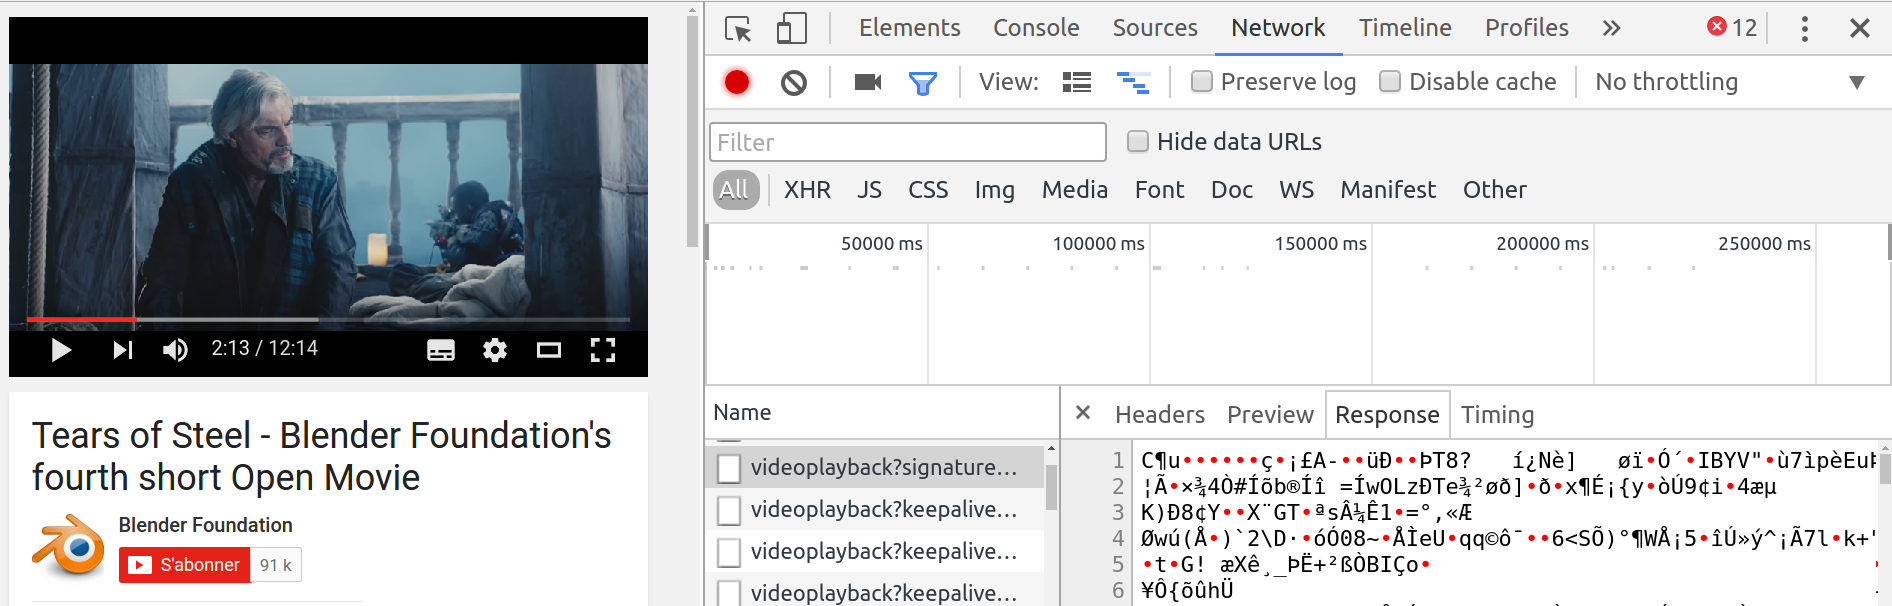 2:13 / 12:14
Tears of Steel - Blender Foundation's
fourth short Open Movie
Blender Foundation
S'abonner 91 k
Elements Console Sources Network Timeline Profiles 12
View: Preserve log Disable cache No throttling
Filter Hide data URLs
All XHR JS CSS Img Media Font Doc WS Manifest Other
50000 ms 100000 ms 150000 ms 200000 ms 250000 ms
Name
videoplayback?signature...
videoplayback?keepalive...
videoplayback?keepalive...
videoplayback?keepalive...
Headers Preview Response Timing
1 C¶u••••••ç•¡£A-••üÐ••ÞT8? í¿Nè] øï•Ó´•IBYV"•ù7ìpèEu
2 ¦Ã•×¾4Ò#Íõb®Íî =ÍwOLzÐTe¾²øð]•ð•x¶É¡{y•òÚ9¢i•4æµ
3 K)Ð8¢Y••X¨GT•ªsÂ¼Ê1•=°,«Æ
4 Øwú(Å•)`2\D·•óÓ08~•ÅÌeU•qq©ô¯••6<SÕ)°¶WÅ¡5•îÚ»ý^¡Ã7l•k+'
5 •t•G! æXê¸_ÞË+²ßÒBIÇo•
6 ¥Ô{õûhÜ